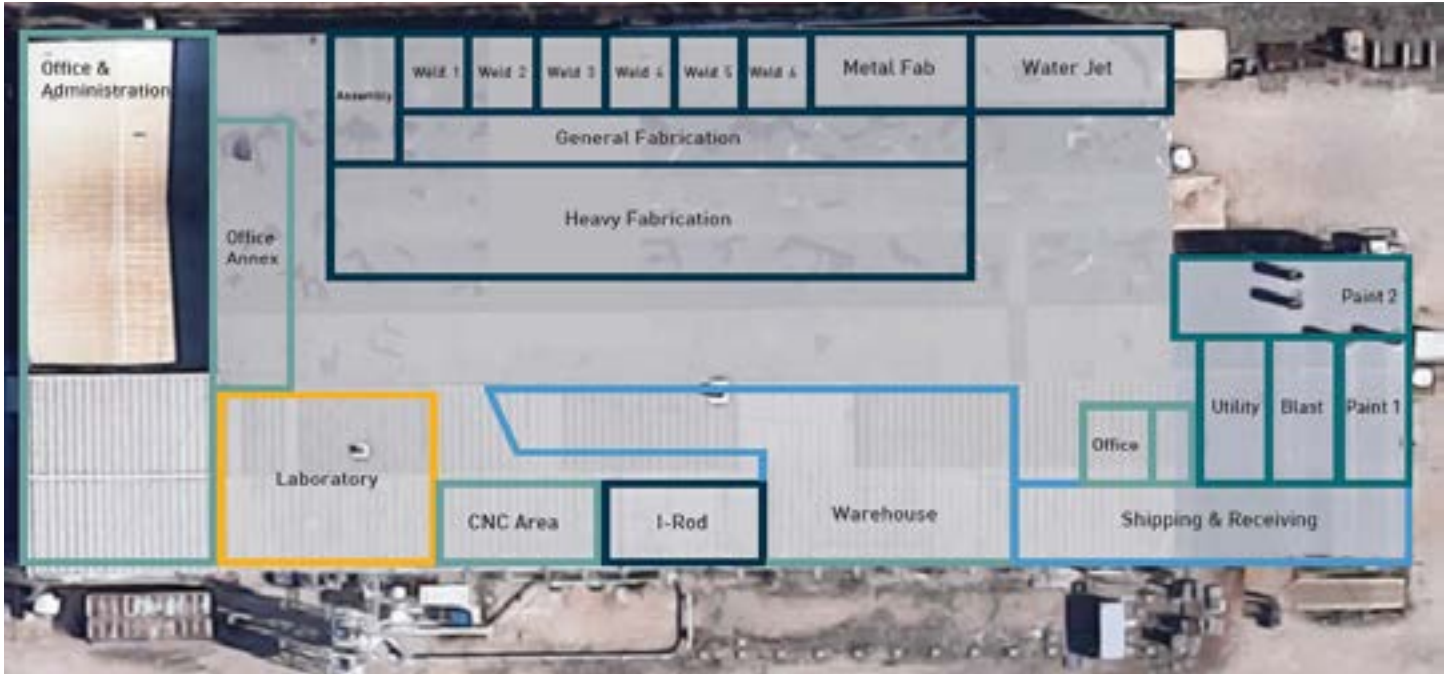 Office &
Administration
Assembly
Weld 1
Weld 2
Weld 3
Weld 4
Weld 5
Weld 6
Metal Fab
Water Jet
General Fabrication
Heavy Fabrication
Office
Annex
Paint 2
Utility
Blast
Paint 1
Office
Laboratory
CNC Area
I-Rod
Warehouse
Shipping & Receiving